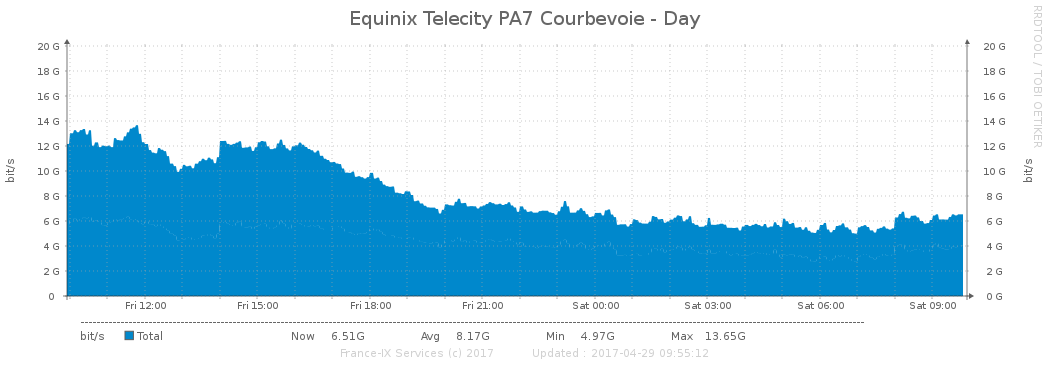 Equinix Telecity PA7 Courbevoie - Day
RRDTOOL / TOBI OETIKER
bit/s
bit/s
20 G 20 G
18 G 18 G
16 G 16 G
14 G 14 G
12 G 12 G
10 G 10 G
8 G 8 G
6 G 6 G
4 G 4 G
2 G 2 G
0 0 G
Fri 12:00 Fri 15:00 Fri 18:00 Fri 21:00 Sat 00:00 Sat 03:00 Sat 06:00 Sat 09:00
bit/s Total Now 6.51G Avg 8.17G Min 4.97G Max 13.65G
France-IX Services (c) 2017 Updated : 2017-04-29 09:55:12